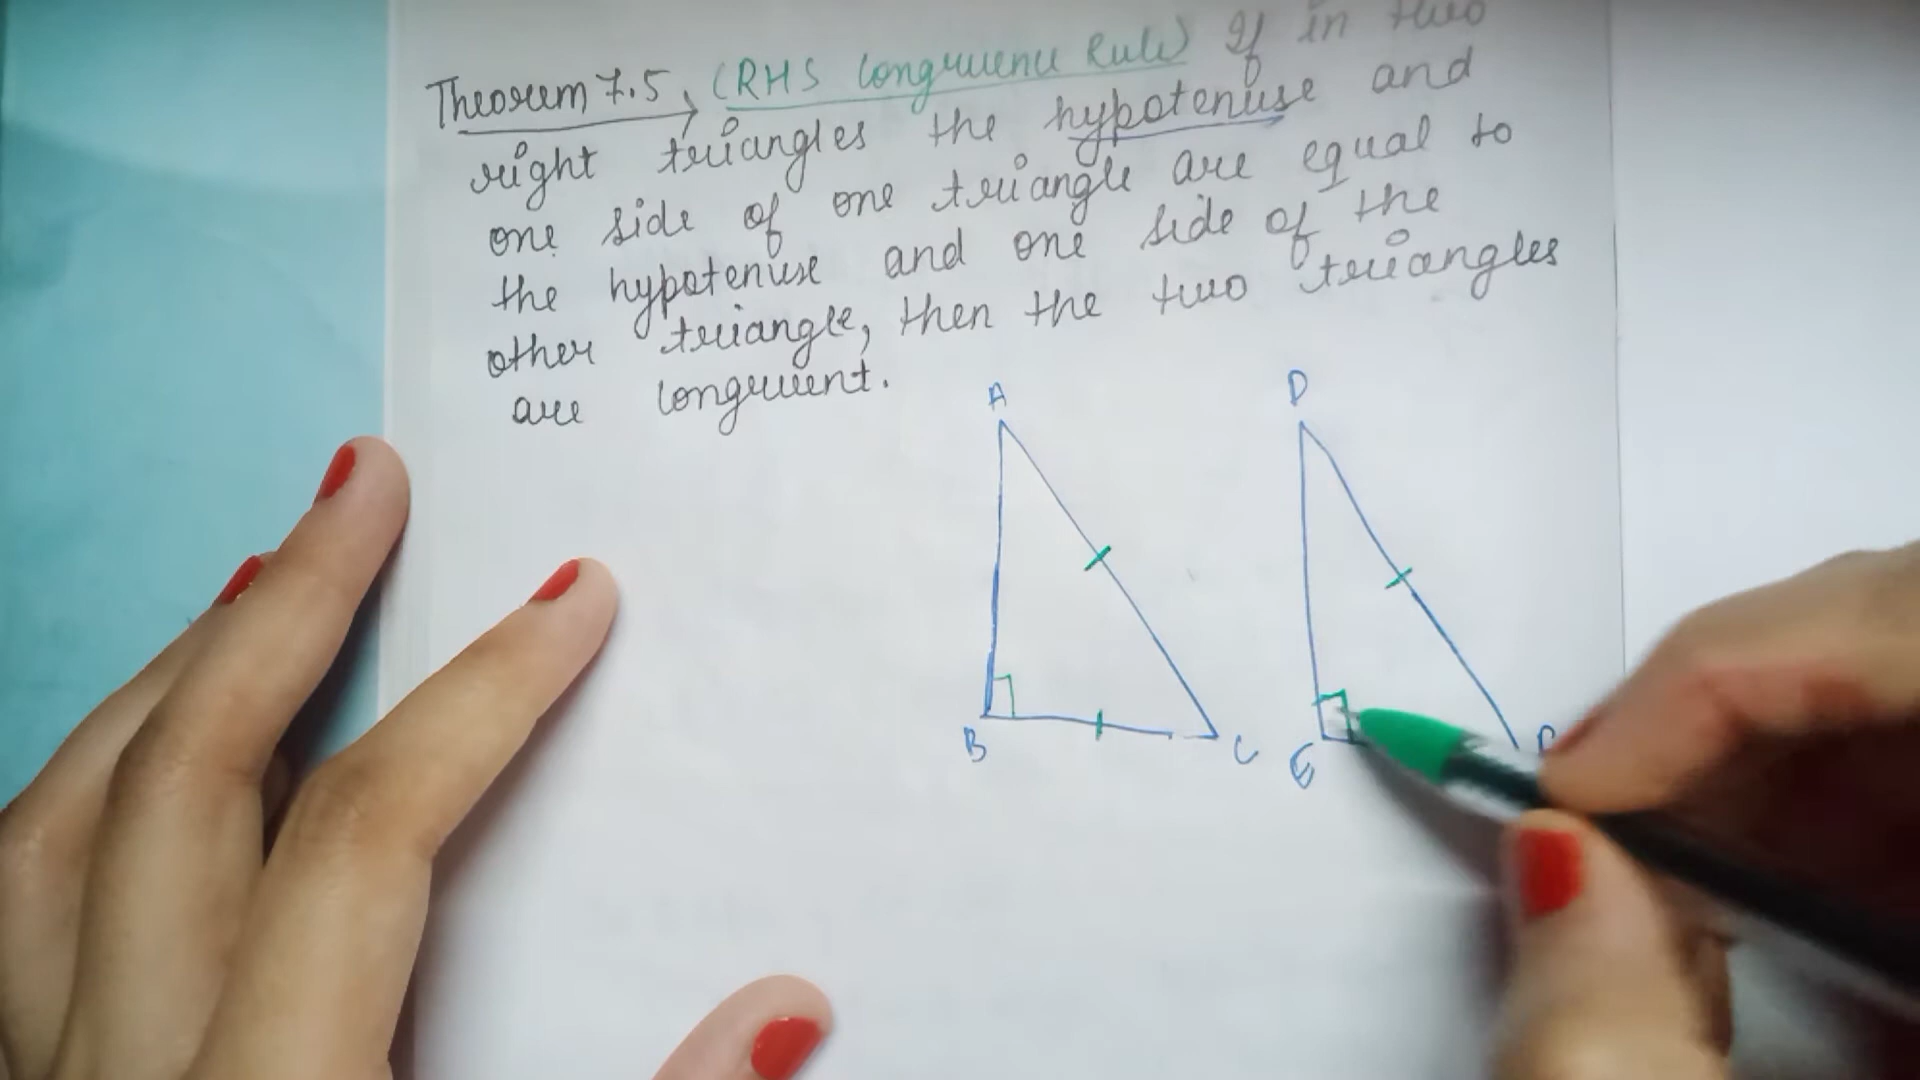 Theorem 7.5, (RHS Congruence Rule) If in two
right triangles the hypotenuse and
one side of one triangle are equal to
the hypotenuse and one side of the
other triangle, then the two triangles
are congruent.
A D
B C E